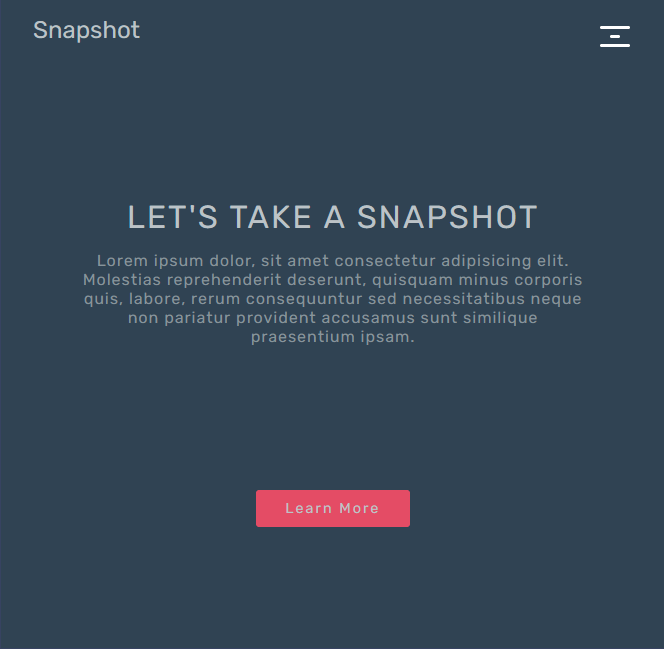 Snapshot
LET'S TAKE A SNAPSHOT
Lorem ipsum dolor, sit amet consectetur adipisicing elit.
Molestias reprehenderit deserunt, quisquam minus corporis
quis, labore, rerum consequuntur sed necessitatibus neque
non pariatur provident accusamus sunt similique
praesentium ipsam.
Learn More